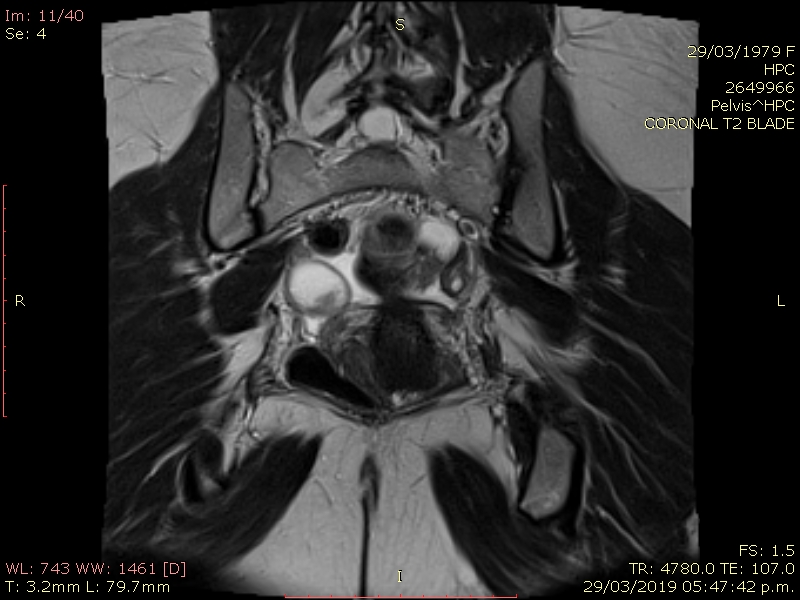 Im: 11/40
Se: 4
S
29/03/1979 F
HPC
2649966
Pelvis^HPC
CORONAL T2 BLADE
R
L
WL: 743 WW: 1461 [D]
T: 3.2mm L: 79.7mm
I
FS: 1.5
TR: 4780.0 TE: 107.0
29/03/2019 05:47:42 p.m.